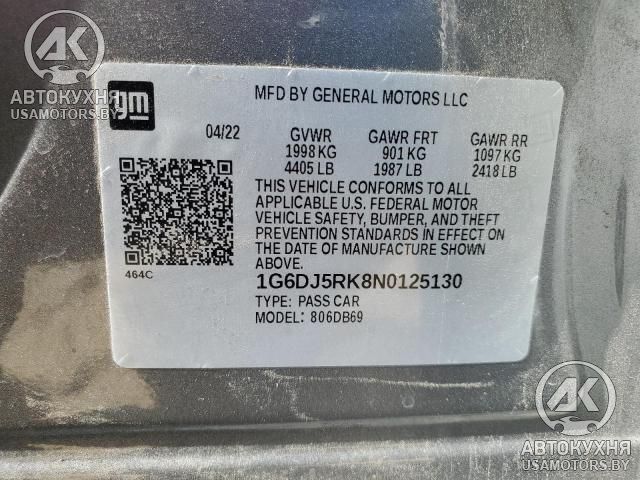 AK
АВТОКУХНЯ
USAMOTORS.BY
gm
MFD BY GENERAL MOTORS LLC
04/22 GVWR GAWR FRT GAWR RR
1998 KG 901 KG 1097 KG
4405 LB 1987 LB 2418 LB
THIS VEHICLE CONFORMS TO ALL
APPLICABLE U.S. FEDERAL MOTOR
VEHICLE SAFETY, BUMPER, AND THEFT
PREVENTION STANDARDS IN EFFECT ON
THE DATE OF MANUFACTURE SHOWN
ABOVE.
464C
1G6DJ5RK8N0125130
TYPE: PASS CAR
MODEL: 806DB69
AK
АВТОКУХНЯ
USAMOTORS.BY